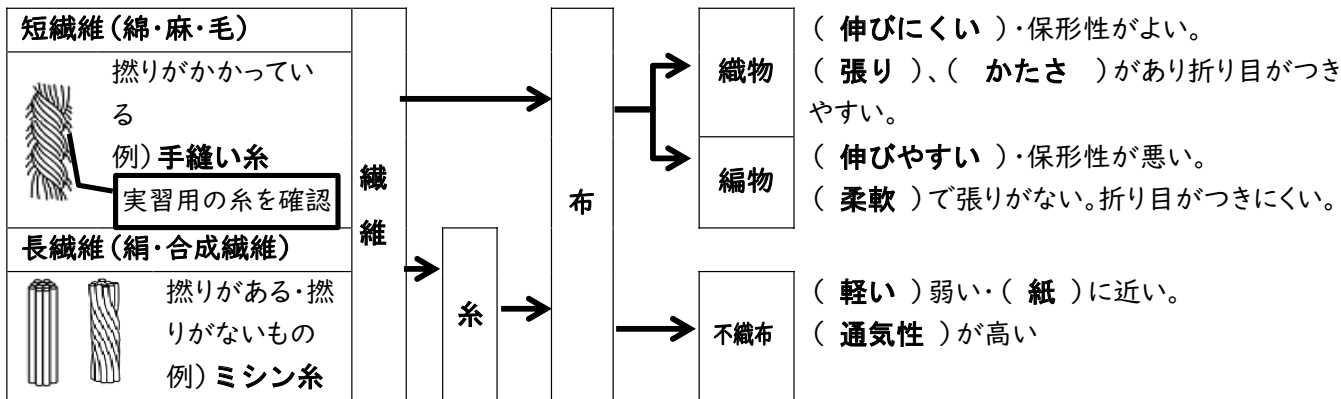 短繊維(綿・麻・毛)
撚りがかかってい
る
例)手縫い糸
実習用の糸を確認
長繊維(絹・合成繊維)
撚りがある・撚
りがないもの
例)ミシン糸
繊維
糸
布
織物
( 伸びにくい )・保形性がよい。
( 張り )、( かたさ )があり折り目がつき
やすい。
編物
( 伸びやすい )・保形性が悪い。
( 柔軟 )で張りがない。折り目がつきにくい。
不織布
( 軽い )弱い・( 紙 )に近い。
( 通気性 )が高い